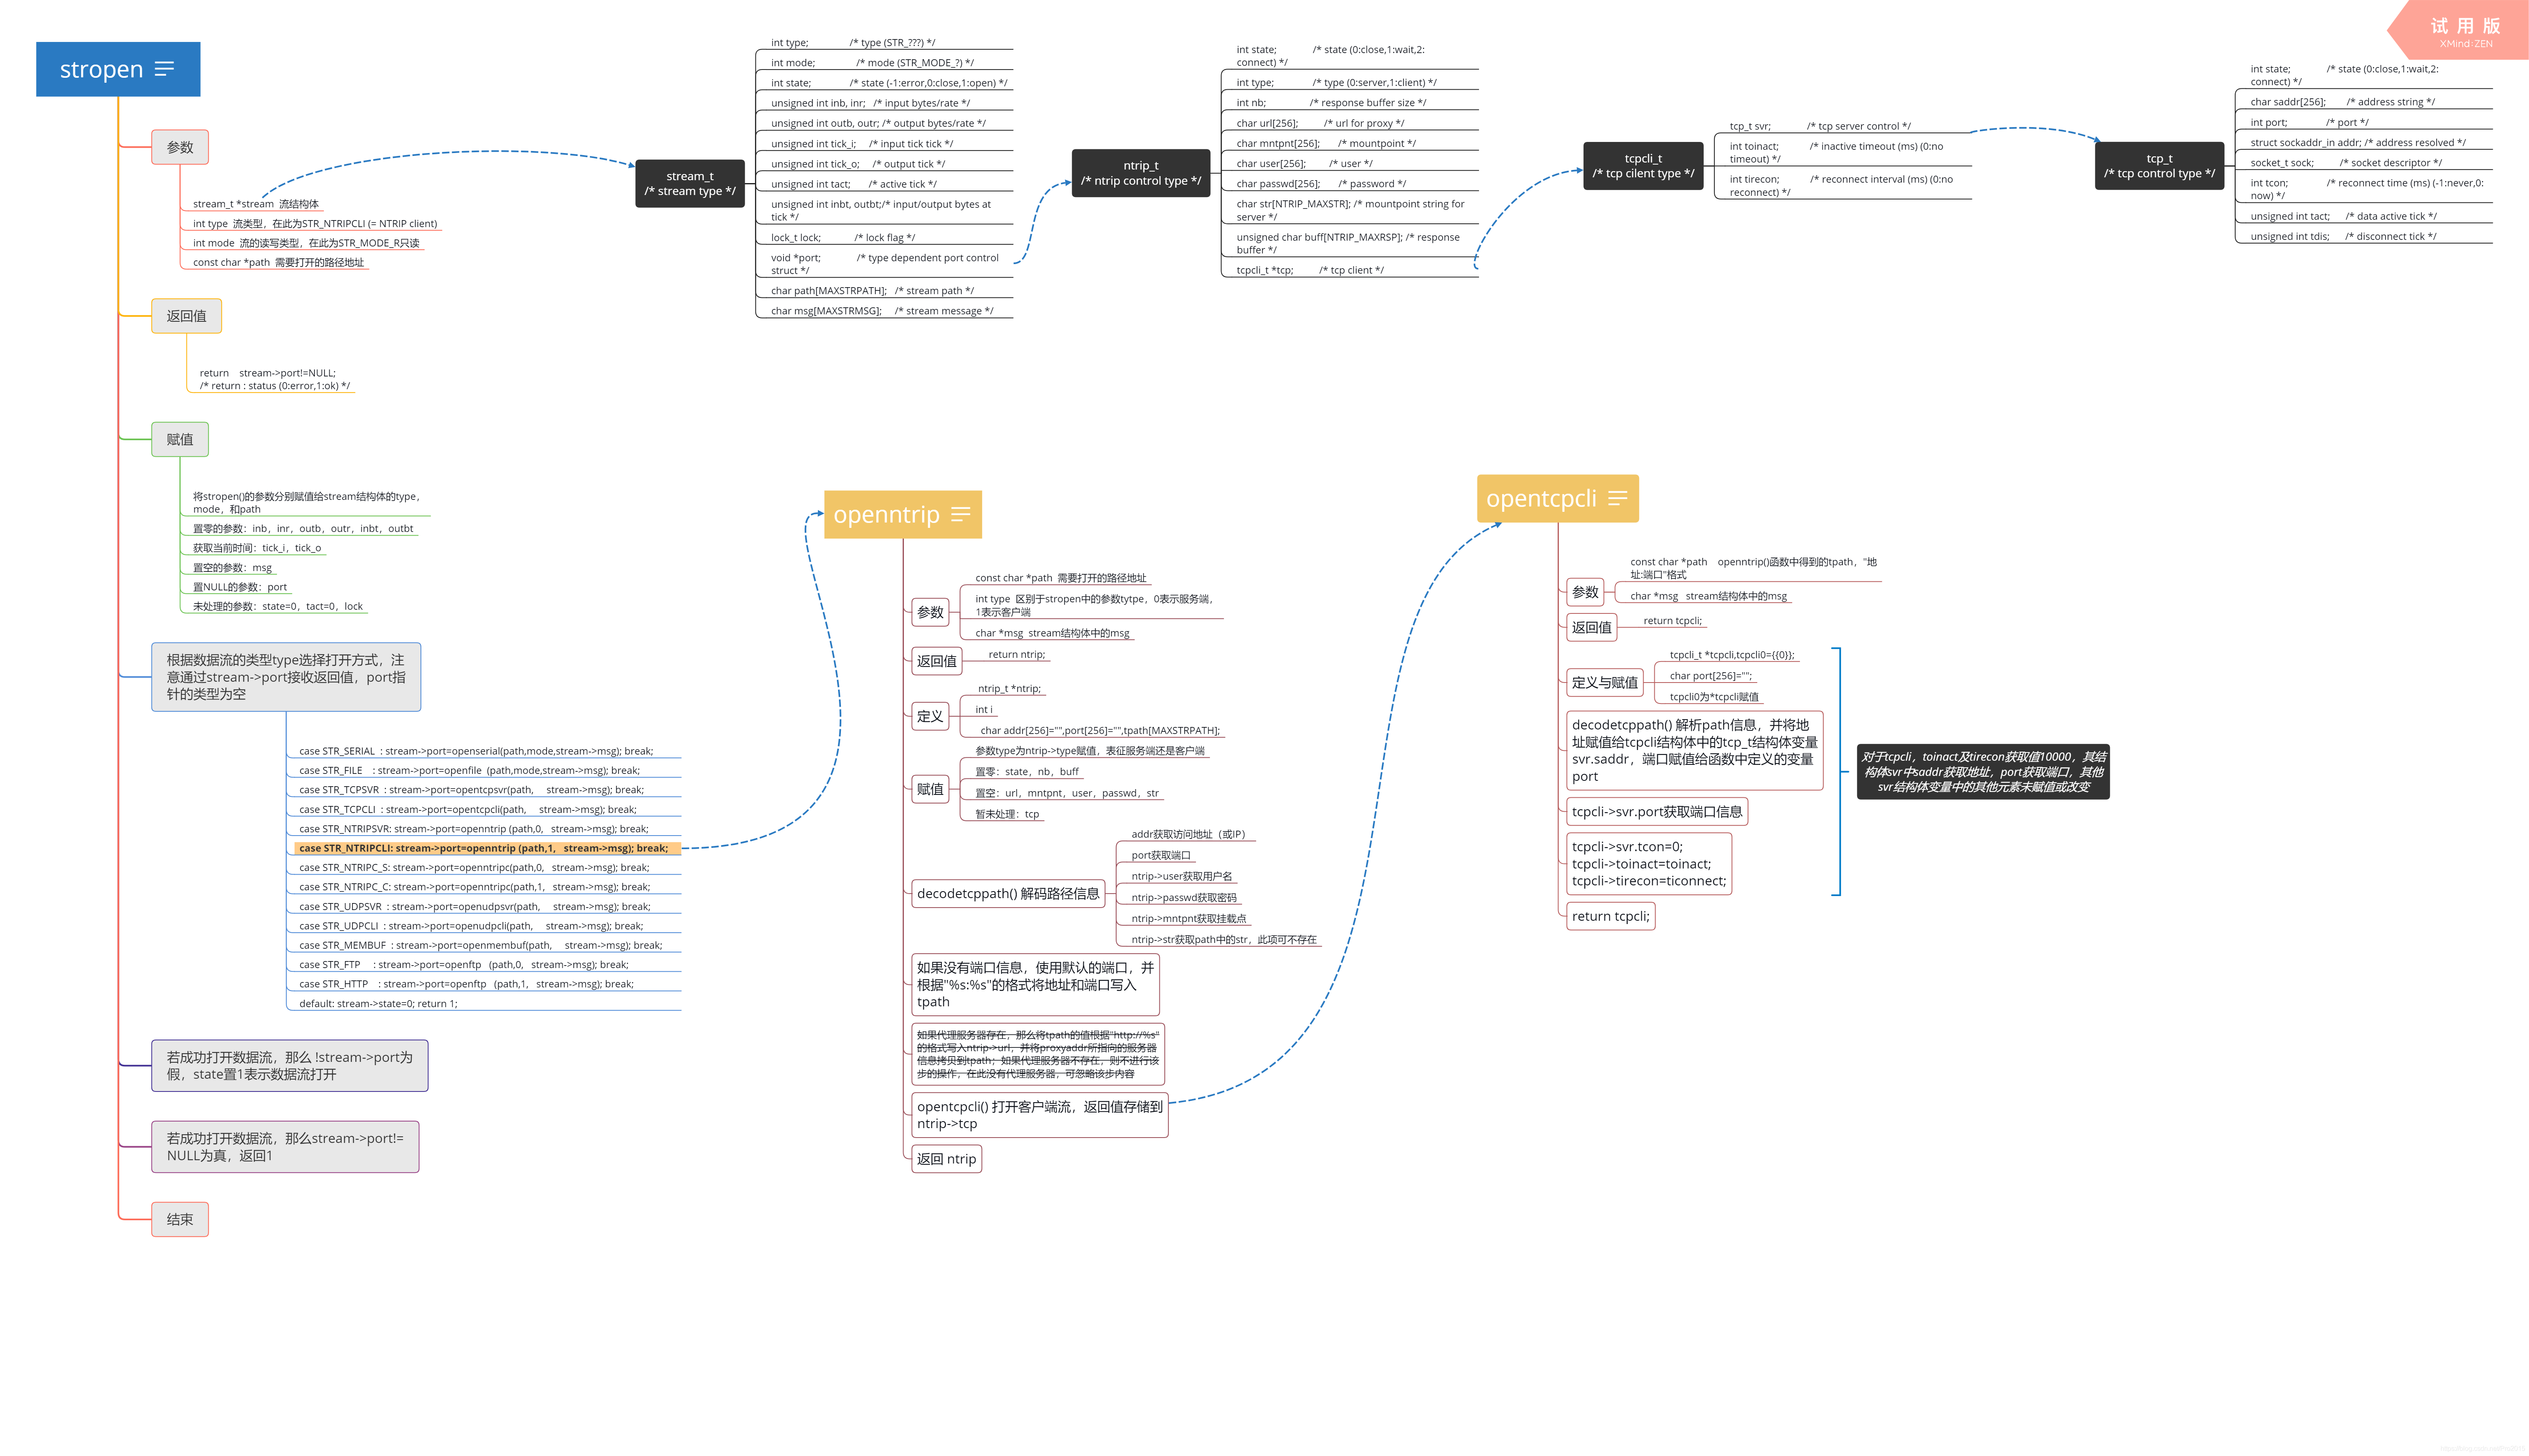 试 用 版
XMind:ZEN
stropen
参数
stream_t *stream  流结构体
int type  流类型，在此为STR_NTRIPCLI (= NTRIP client)
int mode  流的读写类型，在此为STR_MODE_R只读
const char *path  需要打开的路径地址
返回值
return    stream->port!=NULL;
/* return : status (0:error,1:ok) */
赋值
将stropen()的参数分别赋值给stream结构体的type，
mode，和path
置零的参数：inb，inr，outb，outr，inbt，outbt
获取当前时间：tick_i，tick_o
置空的参数：msg
置NULL的参数：port
未处理的参数：state=0，tact=0，lock
根据数据流的类型type选择打开方式，注
意通过stream->port接收返回值，port指
针的类型为空
case STR_SERIAL  : stream->port=openserial(path,mode,stream->msg); break;
case STR_FILE    : stream->port=openfile  (path,mode,stream->msg); break;
case STR_TCPSVR  : stream->port=opentcpsvr(path,     stream->msg); break;
case STR_TCPCLI  : stream->port=opentcpcli(path,     stream->msg); break;
case STR_NTRIPSVR: stream->port=openntrip (path,0,   stream->msg); break;
case STR_NTRIPCLI: stream->port=openntrip (path,1,   stream->msg); break;
case STR_NTRIPC_S: stream->port=openntripc(path,0,   stream->msg); break;
case STR_NTRIPC_C: stream->port=openntripc(path,1,   stream->msg); break;
case STR_UDPSVR  : stream->port=openudpsvr(path,     stream->msg); break;
case STR_UDPCLI  : stream->port=openudpcli(path,     stream->msg); break;
case STR_MEMBUF  : stream->port=openmembuf(path,     stream->msg); break;
case STR_FTP     : stream->port=openftp   (path,0,   stream->msg); break;
case STR_HTTP    : stream->port=openftp   (path,1,   stream->msg); break;
default: stream->state=0; return 1;
若成功打开数据流，那么 !stream->port为
假，state置1表示数据流打开
若成功打开数据流，那么stream->port!=
NULL为真，返回1
结束
stream_t
/* stream type */
int type;                /* type (STR_???) */
int mode;                /* mode (STR_MODE_?) */
int state;               /* state (-1:error,0:close,1:open) */
unsigned int inb, inr;   /* input bytes/rate */
unsigned int outb, outr; /* output bytes/rate */
unsigned int tick_i;     /* input tick tick */
unsigned int tick_o;     /* output tick */
unsigned int tact;       /* active tick */
unsigned int inbt, outbt;/* input/output bytes at
tick */
lock_t lock;             /* lock flag */
void *port;              /* type dependent port control
struct */
char path[MAXSTRPATH];   /* stream path */
char msg[MAXSTRMSG];     /* stream message */
ntrip_t
/* ntrip control type */
int state;              /* state (0:close,1:wait,2:
connect) */
int type;               /* type (0:server,1:client) */
int nb;                 /* response buffer size */
char url[256];          /* url for proxy */
char mntpnt[256];       /* mountpoint */
char user[256];         /* user */
char passwd[256];       /* password */
char str[NTRIP_MAXSTR]; /* mountpoint string for
server */
unsigned char buff[NTRIP_MAXRSP]; /* response
buffer */
tcpcli_t *tcp;          /* tcp client */
tcpcli_t
/* tcp cilent type */
tcp_t svr;              /* tcp server control */
int toinact;            /* inactive timeout (ms) (0:no
timeout) */
int tirecon;            /* reconnect interval (ms) (0:no
reconnect) */
tcp_t
/* tcp control type */
int state;              /* state (0:close,1:wait,2:
connect) */
char saddr[256];        /* address string */
int port;               /* port */
struct sockaddr_in addr; /* address resolved */
socket_t sock;          /* socket descriptor */
int tcon;               /* reconnect time (ms) (-1:never,0:
now) */
unsigned int tact;      /* data active tick */
unsigned int tdis;      /* disconnect tick */
openntrip
参数
const char *path  需要打开的路径地址
int type  区别于stropen中的参数tytpe，0表示服务端，
1表示客户端
char *msg  stream结构体中的msg
返回值
return ntrip;
定义
ntrip_t *ntrip;
int i
char addr[256]="",port[256]="",tpath[MAXSTRPATH];
赋值
参数type为ntrip->type赋值，表征服务端还是客户端
置零：state，nb，buff
置空：url，mntpnt，user，passwd，str
暂未处理：tcp
decodetcppath() 解码路径信息
addr获取访问地址（或IP）
port获取端口
ntrip->user获取用户名
ntrip->passwd获取密码
ntrip->mntpnt获取挂载点
ntrip->str获取path中的str，此项可不存在
如果没有端口信息，使用默认的端口，并
根据"%s:%s"的格式将地址和端口写入
tpath
如果代理服务器存在，那么将tpath的值根据"http://%s"
的格式写入ntrip->url，并将proxyaddr所指向的服务器
信息拷贝到tpath；如果代理服务器不存在，则不进行该
步的操作，在此没有代理服务器，可忽略该步内容
opentcpcli() 打开客户端流，返回值存储到
ntrip->tcp
返回 ntrip
opentcpcli
参数
const char *path    openntrip()函数中得到的tpath，"地
址:端口"格式
char *msg   stream结构体中的msg
返回值
return tcpcli;
定义与赋值
tcpcli_t *tcpcli,tcpcli0={{0}};
char port[256]="";
tcpcli0为*tcpcli赋值
decodetcppath() 解析path信息，并将地
址赋值给tcpcli结构体中的tcp_t结构体变量
svr.saddr，端口赋值给函数中定义的变量
port
tcpcli->svr.port获取端口信息
tcpcli->svr.tcon=0;
tcpcli->toinact=toinact;
tcpcli->tirecon=ticonnect;
return tcpcli;
对于tcpcli，toinact及tirecon获取值10000，其结
构体svr中saddr获取地址，port获取端口，其他
svr结构体变量中的其他元素未赋值或改变